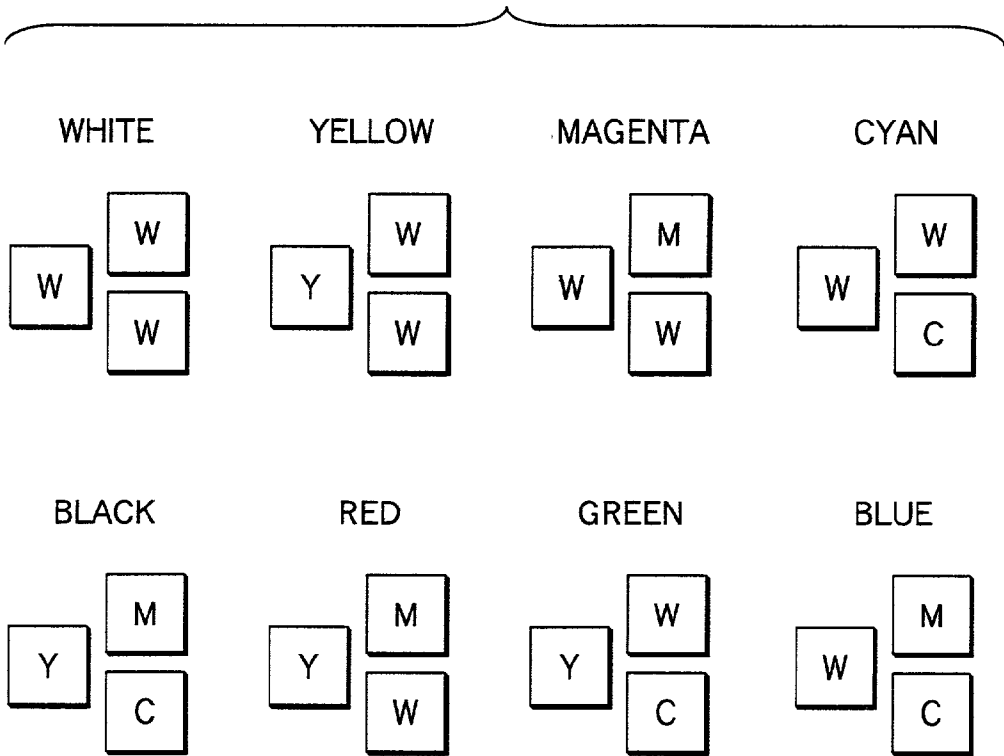 WHITE YELLOW MAGENTA CYAN
W W M W
W Y W W
W W W C
BLACK RED GREEN BLUE
M M W M
Y Y Y W
C W C C